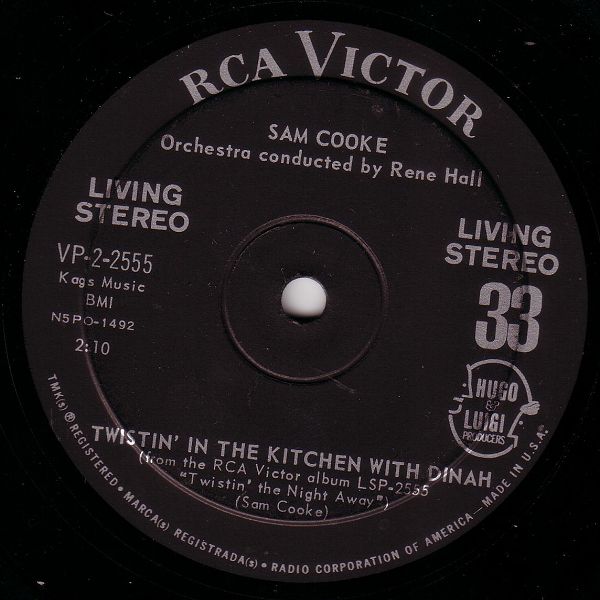 RCA VICTOR
SAM COOKE
Orchestra conducted by Rene Hall
LIVING
STEREO
VP-2-2555
Kags Music
BMI
N5PO-1492
2:10
LIVING
STEREO
33
HUGO
&
LUIGI
PRODUCERS
TWISTIN' IN THE KITCHEN WITH DINAH
(from the RCA Victor album LSP-2555
"Twistin' the Night Away")
(Sam Cooke)
TMK(s) ® REGISTERED • MARCA(s) REGISTRADA(s) • RADIO CORPORATION OF AMERICA—MADE IN U.S.A.